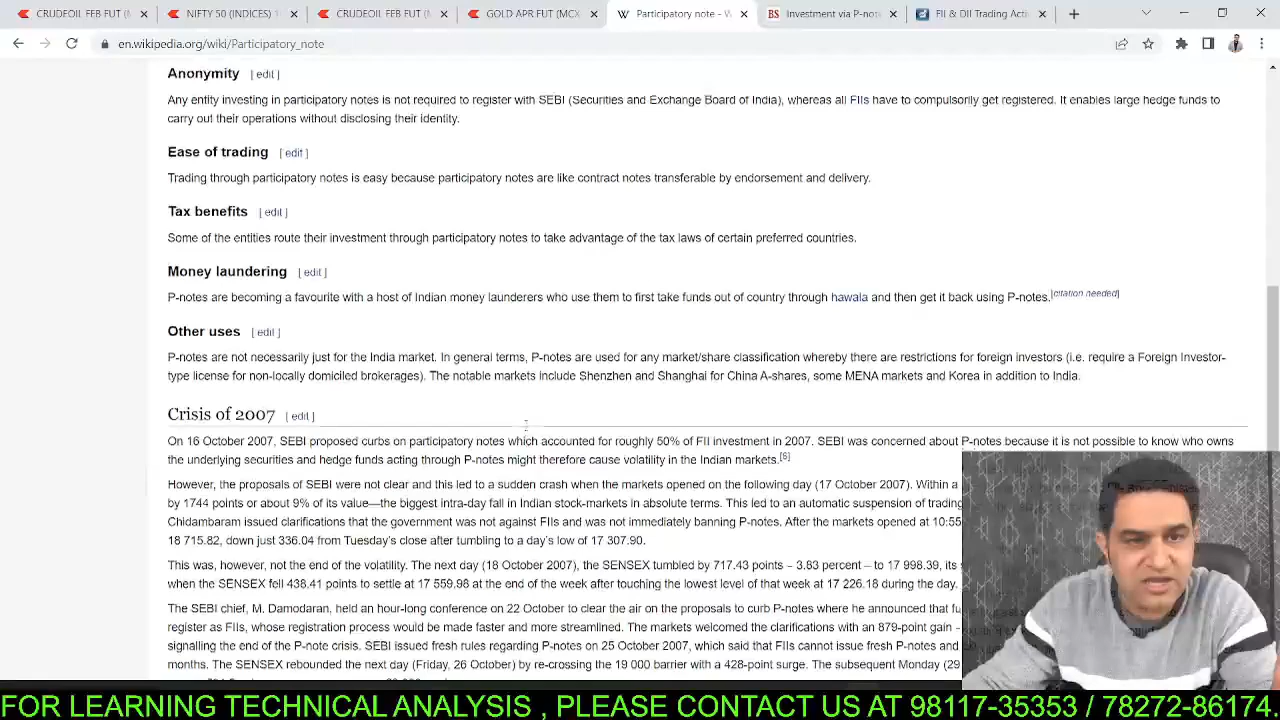 CRUDEOIL FEB FUT (M
NIFTY 50 (INDICES) 1
CRUDEOIL FEB FUT (M
GOLD APR FUT (MCX
Participatory note - W
Investment via P-note
FII & DII Trading Acti
en.wikipedia.org/wiki/Participatory_note
Anonymity [ edit ]
Any entity investing in participatory notes is not required to register with SEBI (Securities and Exchange Board of India), whereas all FIIs have to compulsorily get registered. It enables large hedge funds to
carry out their operations without disclosing their identity.
Ease of trading [ edit ]
Trading through participatory notes is easy because participatory notes are like contract notes transferable by endorsement and delivery.
Tax benefits [ edit ]
Some of the entities route their investment through participatory notes to take advantage of the tax laws of certain preferred countries.
Money laundering [ edit ]
P-notes are becoming a favourite with a host of Indian money launderers who use them to first take funds out of country through hawala and then get it back using P-notes.[citation needed]
Other uses [ edit ]
P-notes are not necessarily just for the India market. In general terms, P-notes are used for any market/share classification whereby there are restrictions for foreign investors (i.e. require a Foreign Investor-
type license for non-locally domiciled brokerages). The notable markets include Shenzhen and Shanghai for China A-shares, some MENA markets and Korea in addition to India.
Crisis of 2007 [ edit ]
On 16 October 2007, SEBI proposed curbs on participatory notes which accounted for roughly 50% of FII investment in 2007. SEBI was concerned about P-notes because it is not possible to know who owns
the underlying securities and hedge funds acting through P-notes might therefore cause volatility in the Indian markets.[6]
However, the proposals of SEBI were not clear and this led to a sudden crash when the markets opened on the following day (17 October 2007). Within a
by 1744 points or about 9% of its value—the biggest intra-day fall in Indian stock-markets in absolute terms. This led to an automatic suspension of trading
Chidambaram issued clarifications that the government was not against FIIs and was not immediately banning P-notes. After the markets opened at 10:55
18 715.82, down just 336.04 from Tuesday's close after tumbling to a day's low of 17 307.90.
This was, however, not the end of the volatility. The next day (18 October 2007), the SENSEX tumbled by 717.43 points – 3.83 percent – to 17 998.39, its
when the SENSEX fell 438.41 points to settle at 17 559.98 at the end of the week after touching the lowest level of that week at 17 226.18 during the day.
The SEBI chief, M. Damodaran, held an hour-long conference on 22 October to clear the air on the proposals to curb P-notes where he announced that fu
register as FIIs, whose registration process would be made faster and more streamlined. The markets welcomed the clarifications with an 879-point gain –
signalling the end of the P-note crisis. SEBI issued fresh rules regarding P-notes on 25 October 2007, which said that FIIs cannot issue fresh P-notes and
months. The SENSEX rebounded the next day (Friday, 26 October) by re-crossing the 19 000 barrier with a 428-point surge. The subsequent Monday (29
FOR LEARNING TECHNICAL ANALYSIS , PLEASE CONTACT US AT 98117-35353 / 78272-86174